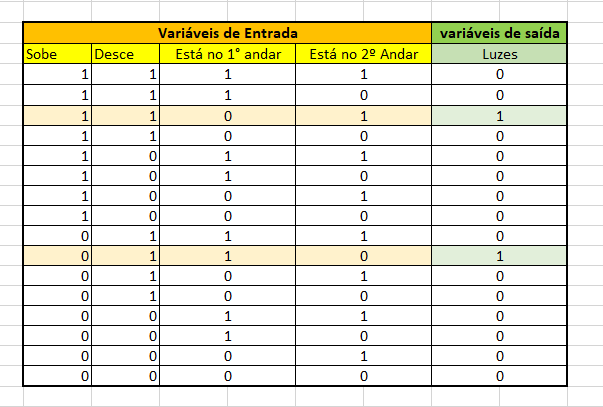 Variáveis de Entrada variáveis de saída
Sobe Desce Está no 1° andar Está no 2º Andar Luzes
1 1 1 1 0
1 1 1 0 0
1 1 0 1 1
1 1 0 0 0
1 0 1 1 0
1 0 1 0 0
1 0 0 1 0
1 0 0 0 0
0 1 1 1 0
0 1 1 0 1
0 1 0 1 0
0 1 0 0 0
0 0 1 1 0
0 0 1 0 0
0 0 0 1 0
0 0 0 0 0